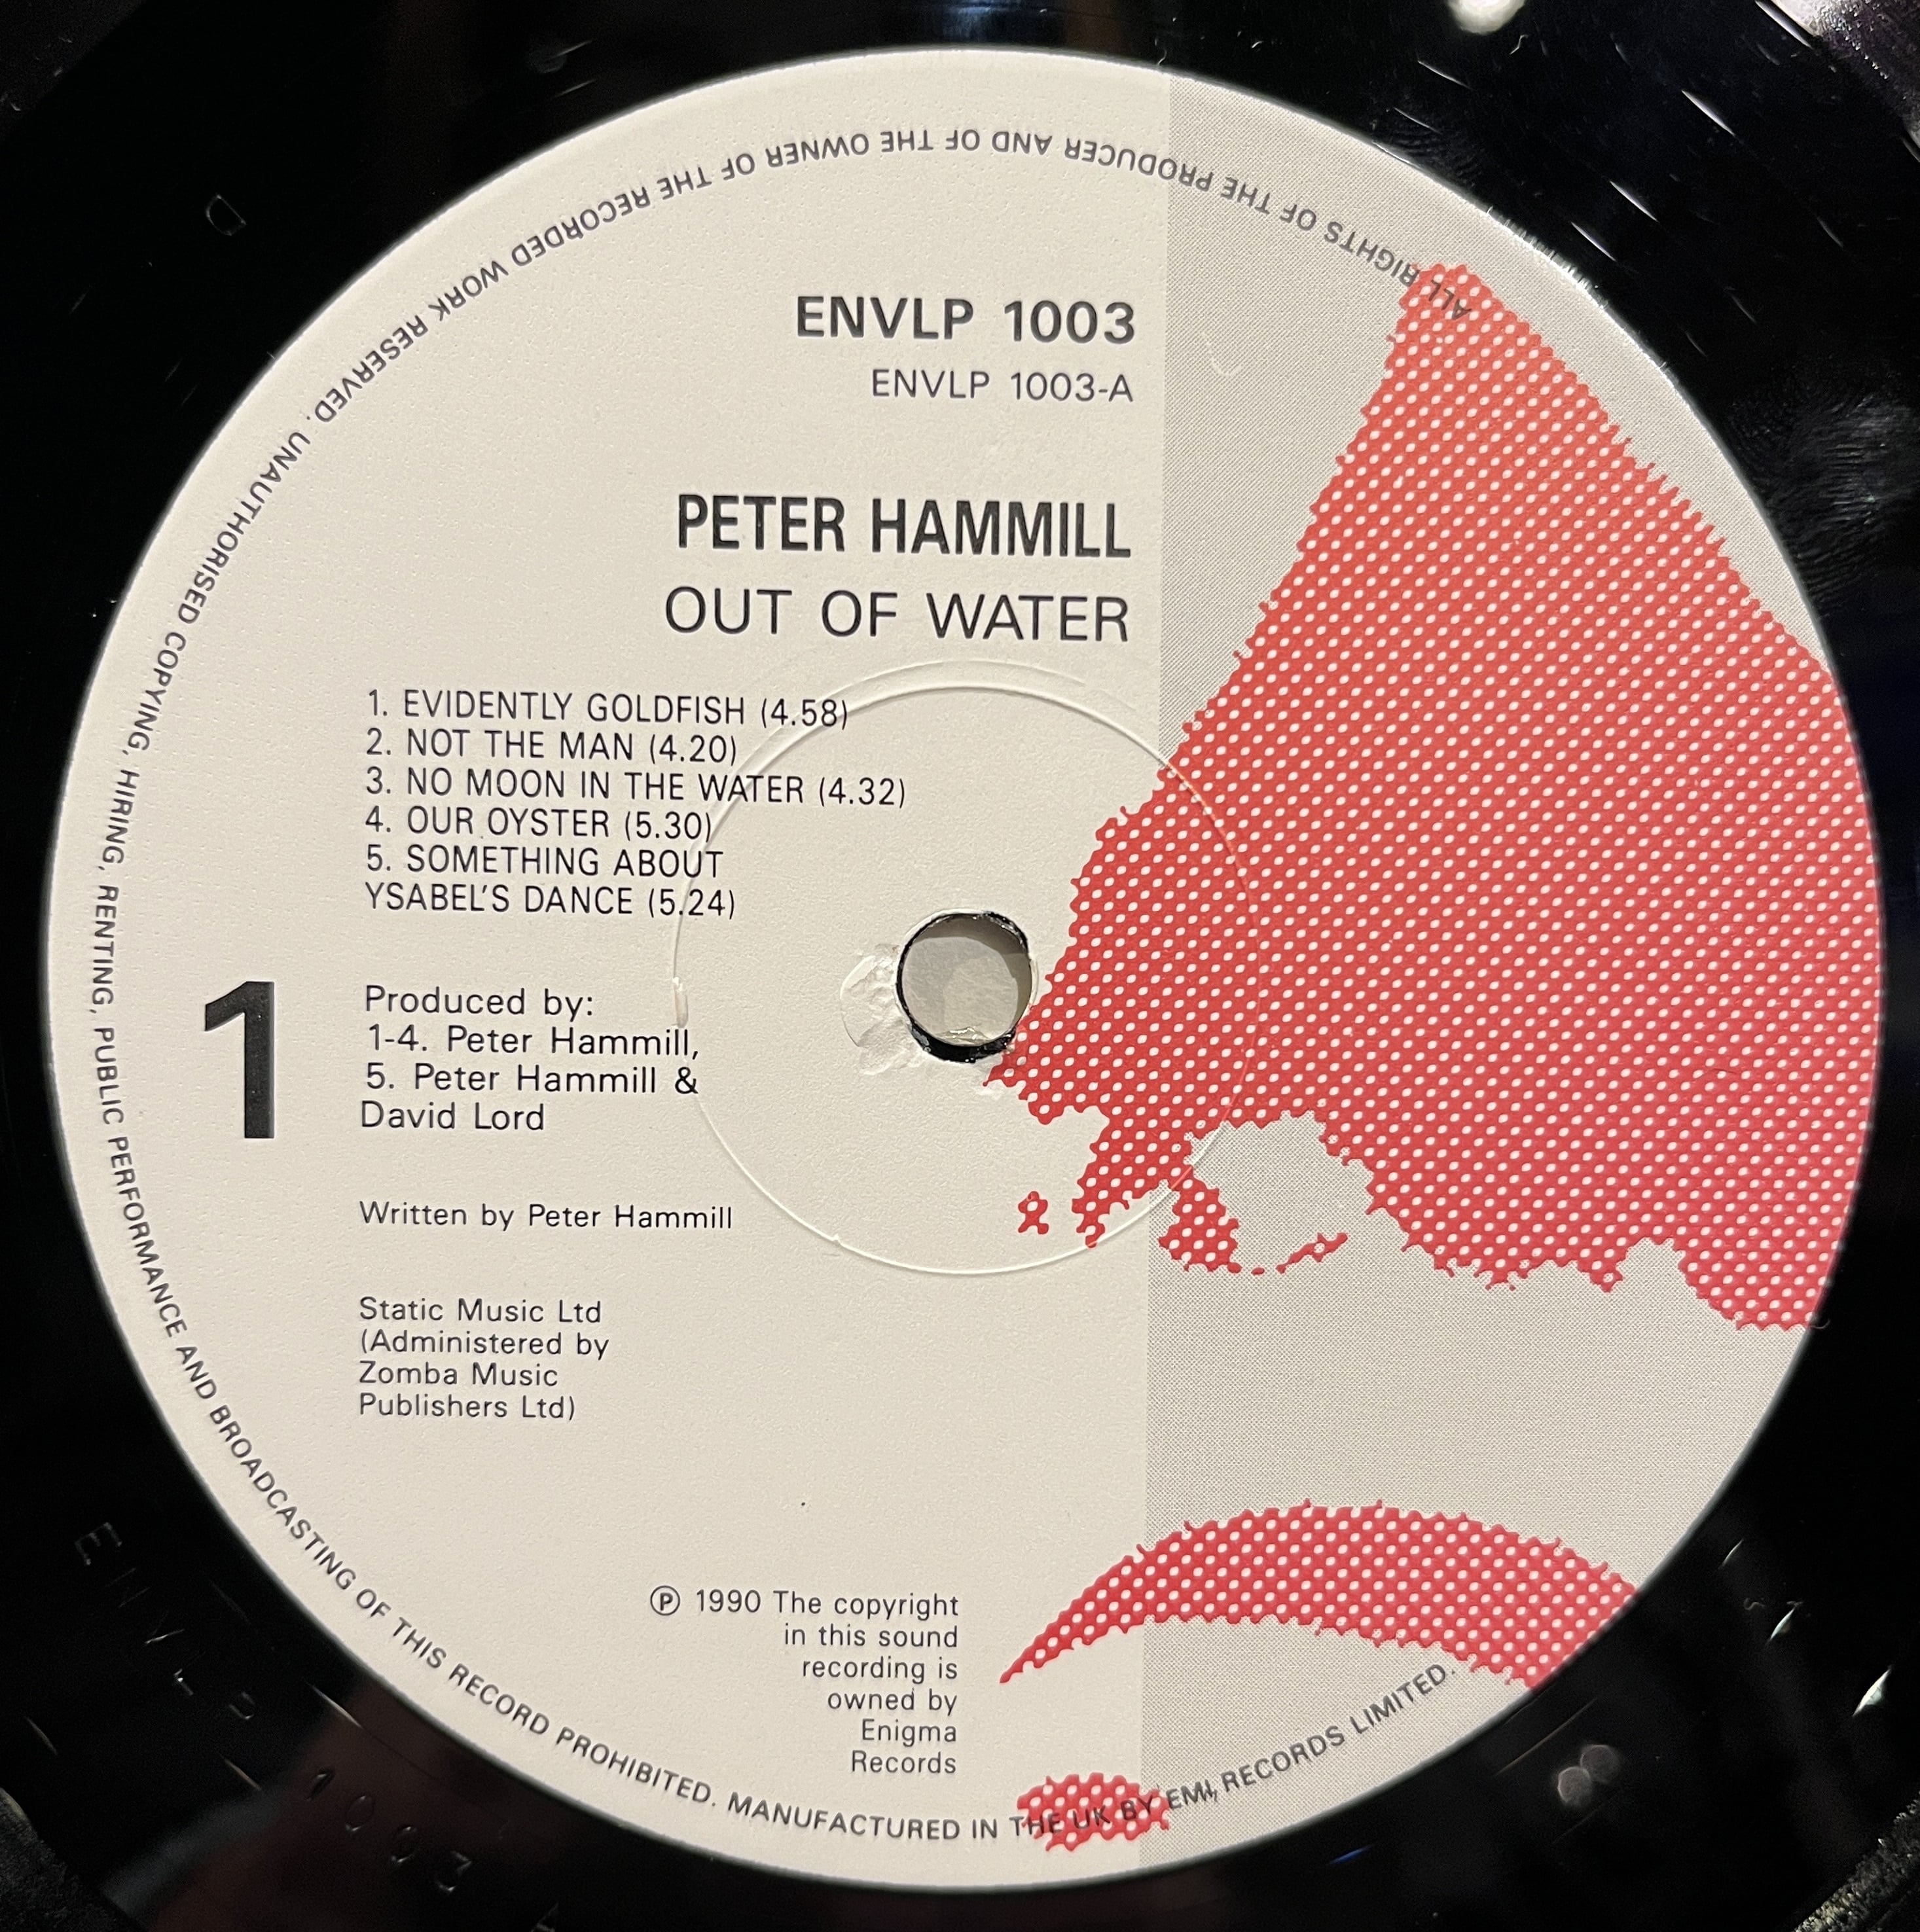 ENVLP 1003
ENVLP 1003-A
PETER HAMMILL
OUT OF WATER
1. EVIDENTLY GOLDFISH (4.58)
2. NOT THE MAN (4.20)
3. NO MOON IN THE WATER (4.32)
4. OUR OYSTER (5.30)
5. SOMETHING ABOUT
YSABEL'S DANCE (5.24)
1
Produced by:
1-4. Peter Hammill,
5. Peter Hammill &
David Lord
Written by Peter Hammill
Static Music Ltd
(Administered by
Zomba Music
Publishers Ltd)
Ⓟ 1990 The copyright
in this sound
recording is
owned by
Enigma
Records
ALL RIGHTS OF THE PRODUCER AND OF THE OWNER OF THE RECORDED WORK RESERVED. UNAUTHORISED COPYING, HIRING, RENTING, PUBLIC PERFORMANCE AND BROADCASTING OF THIS RECORD PROHIBITED. MANUFACTURED IN THE UK BY EMI RECORDS LIMITED.
D
ENVLP 1003